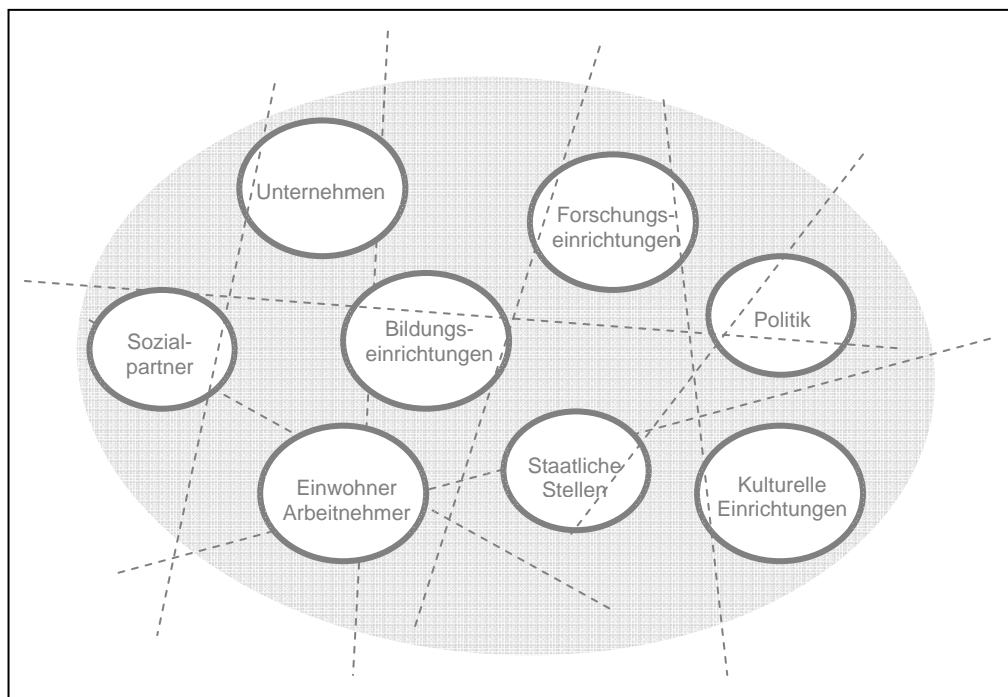 Unternehmen
Forschungs-
einrichtungen
Sozial-
partner
Bildungs-
einrichtungen
Politik
Einwohner
Arbeitnehmer
Staatliche
Stellen
Kulturelle
Einrichtungen